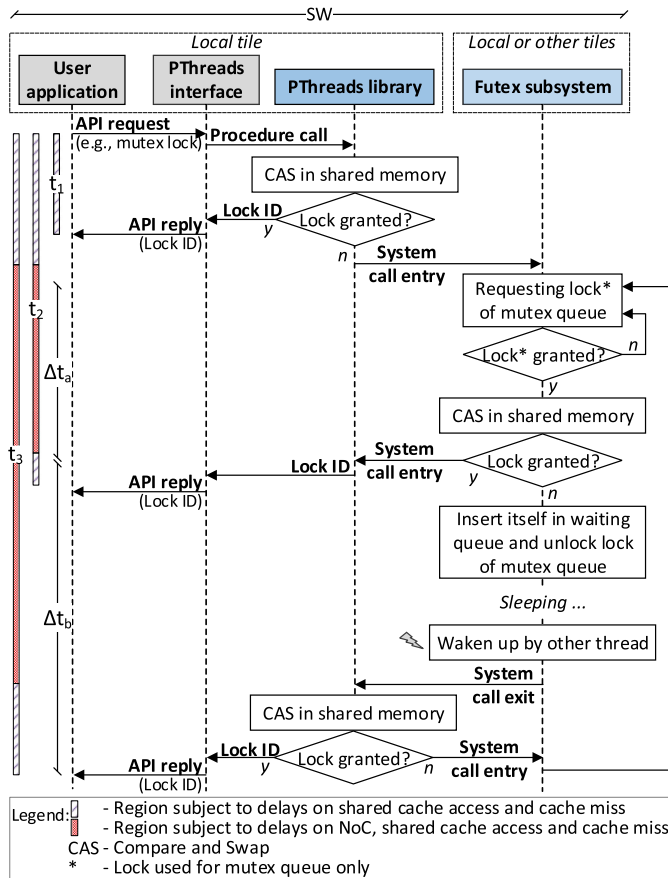 SW
Local tile
Local or other tiles
User
application
PThreads
interface
PThreads library
Futex subsystem
API request
(e.g., mutex lock)
Procedure call
CAS in shared memory
t1
Lock granted?
Lock ID
y
API reply
(Lock ID)
n
System
call entry
Requesting lock*
of mutex queue
t2
n
Lock* granted?
Δta
y
CAS in shared memory
t3
System
call entry
Lock granted?
y
Lock ID
n
API reply
(Lock ID)
Insert itself in waiting
queue and unlock lock
of mutex queue
Sleeping ...
Δtb
Waken up by other thread
System
call exit
CAS in shared memory
Lock ID
y
Lock granted?
n
System
call entry
API reply
(Lock ID)
Legend:
- Region subject to delays on shared cache access and cache miss
- Region subject to delays on NoC, shared cache access and cache miss
CAS - Compare and Swap
* - Lock used for mutex queue only